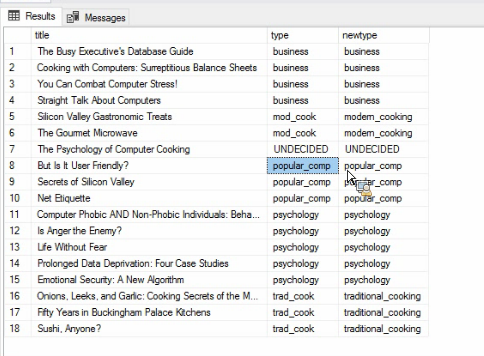 Results Messages
title type newtype
1 The Busy Executive's Database Guide business business
2 Cooking with Computers: Surreptitious Balance Sheets business business
3 You Can Combat Computer Stress! business business
4 Straight Talk About Computers business business
5 Silicon Valley Gastronomic Treats mod_cook modern_cooking
6 The Gourmet Microwave mod_cook modern_cooking
7 The Psychology of Computer Cooking UNDECIDED UNDECIDED
8 But Is It User Friendly? popular_comp popular_comp
9 Secrets of Silicon Valley popular_comp popular_comp
10 Net Etiquette popular_comp popular_comp
11 Computer Phobic AND Non-Phobic Individuals: Beha... psychology psychology
12 Is Anger the Enemy? psychology psychology
13 Life Without Fear psychology psychology
14 Prolonged Data Deprivation: Four Case Studies psychology psychology
15 Emotional Security: A New Algorithm psychology psychology
16 Onions, Leeks, and Garlic: Cooking Secrets of the M... trad_cook traditional_cooking
17 Fifty Years in Buckingham Palace Kitchens trad_cook traditional_cooking
18 Sushi, Anyone? trad_cook traditional_cooking